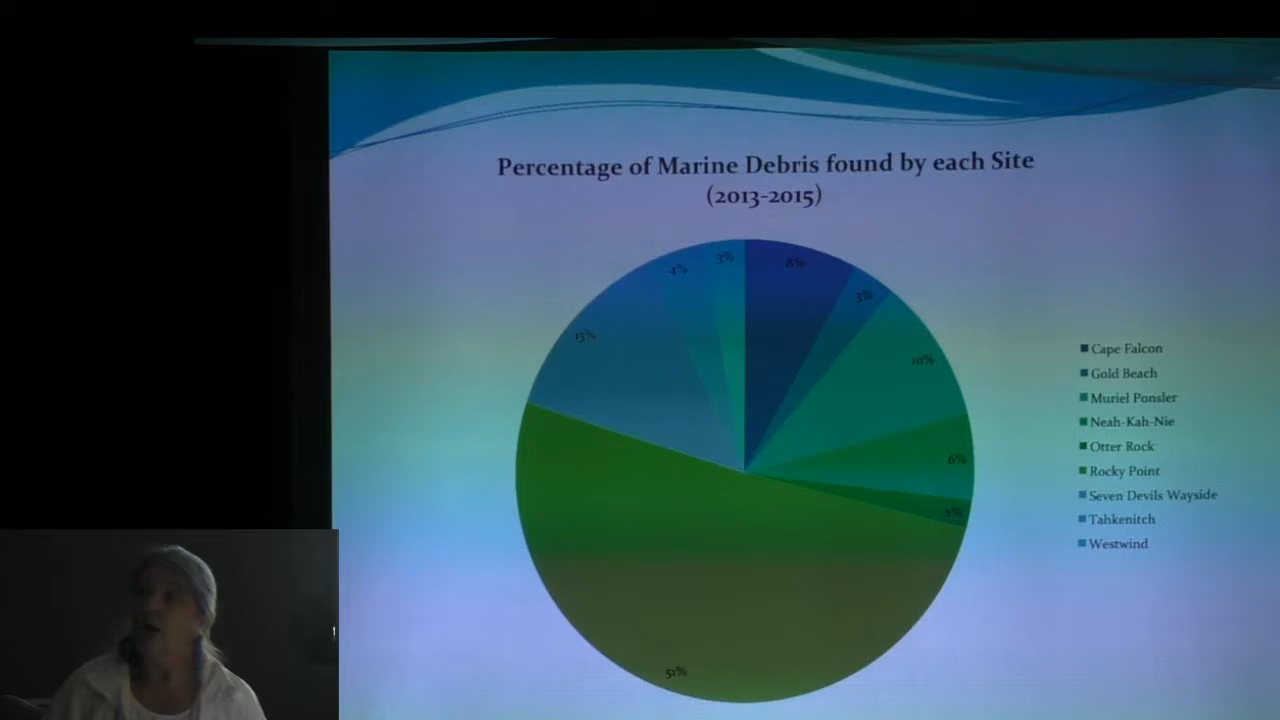 Percentage of Marine Debris found by each Site
(2013-2015)
3%
8%
4%
3%
13%
10%
6%
2%
51%
Cape Falcon
Gold Beach
Muriel Ponsler
Neah-Kah-Nie
Otter Rock
Rocky Point
Seven Devils Wayside
Tahkenitch
Westwind